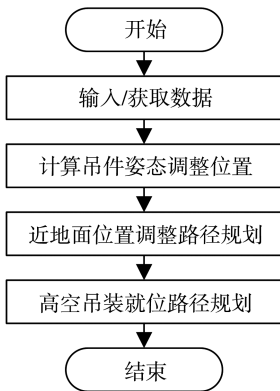 开始
输入/获取数据
计算吊件姿态调整位置
近地面位置调整路径规划
高空吊装就位路径规划
结束